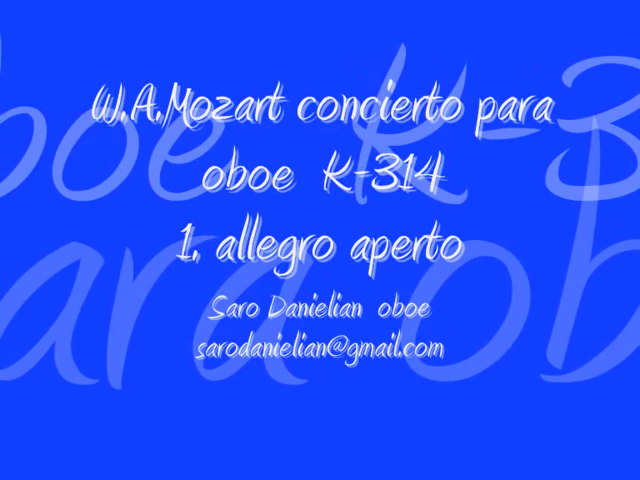 W.A.Mozart concierto para
oboe K-314
1. allegro aperto
Saro Danielian oboe
sarodanielian@gmail.com